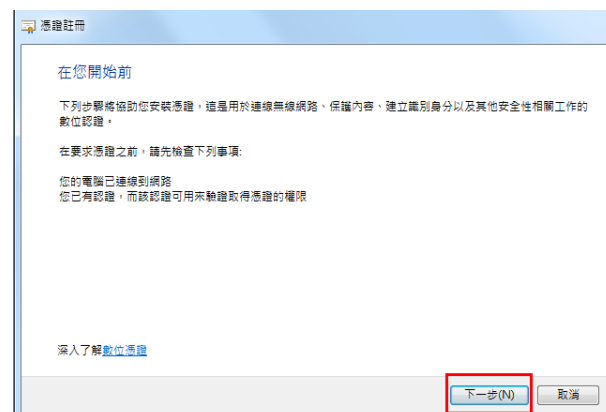 憑證註冊
在您開始前
下列步驟將協助您安裝憑證，這是用於連線無線網路、保護內容、建立識別身分以及其他安全性相關工作的
數位認證。
在要求憑證之前，請先檢查下列事項:
您的電腦已連線到網路
您已有認證，而該認證可用來驗證取得憑證的權限
深入了解數位憑證
下一步(N) 取消